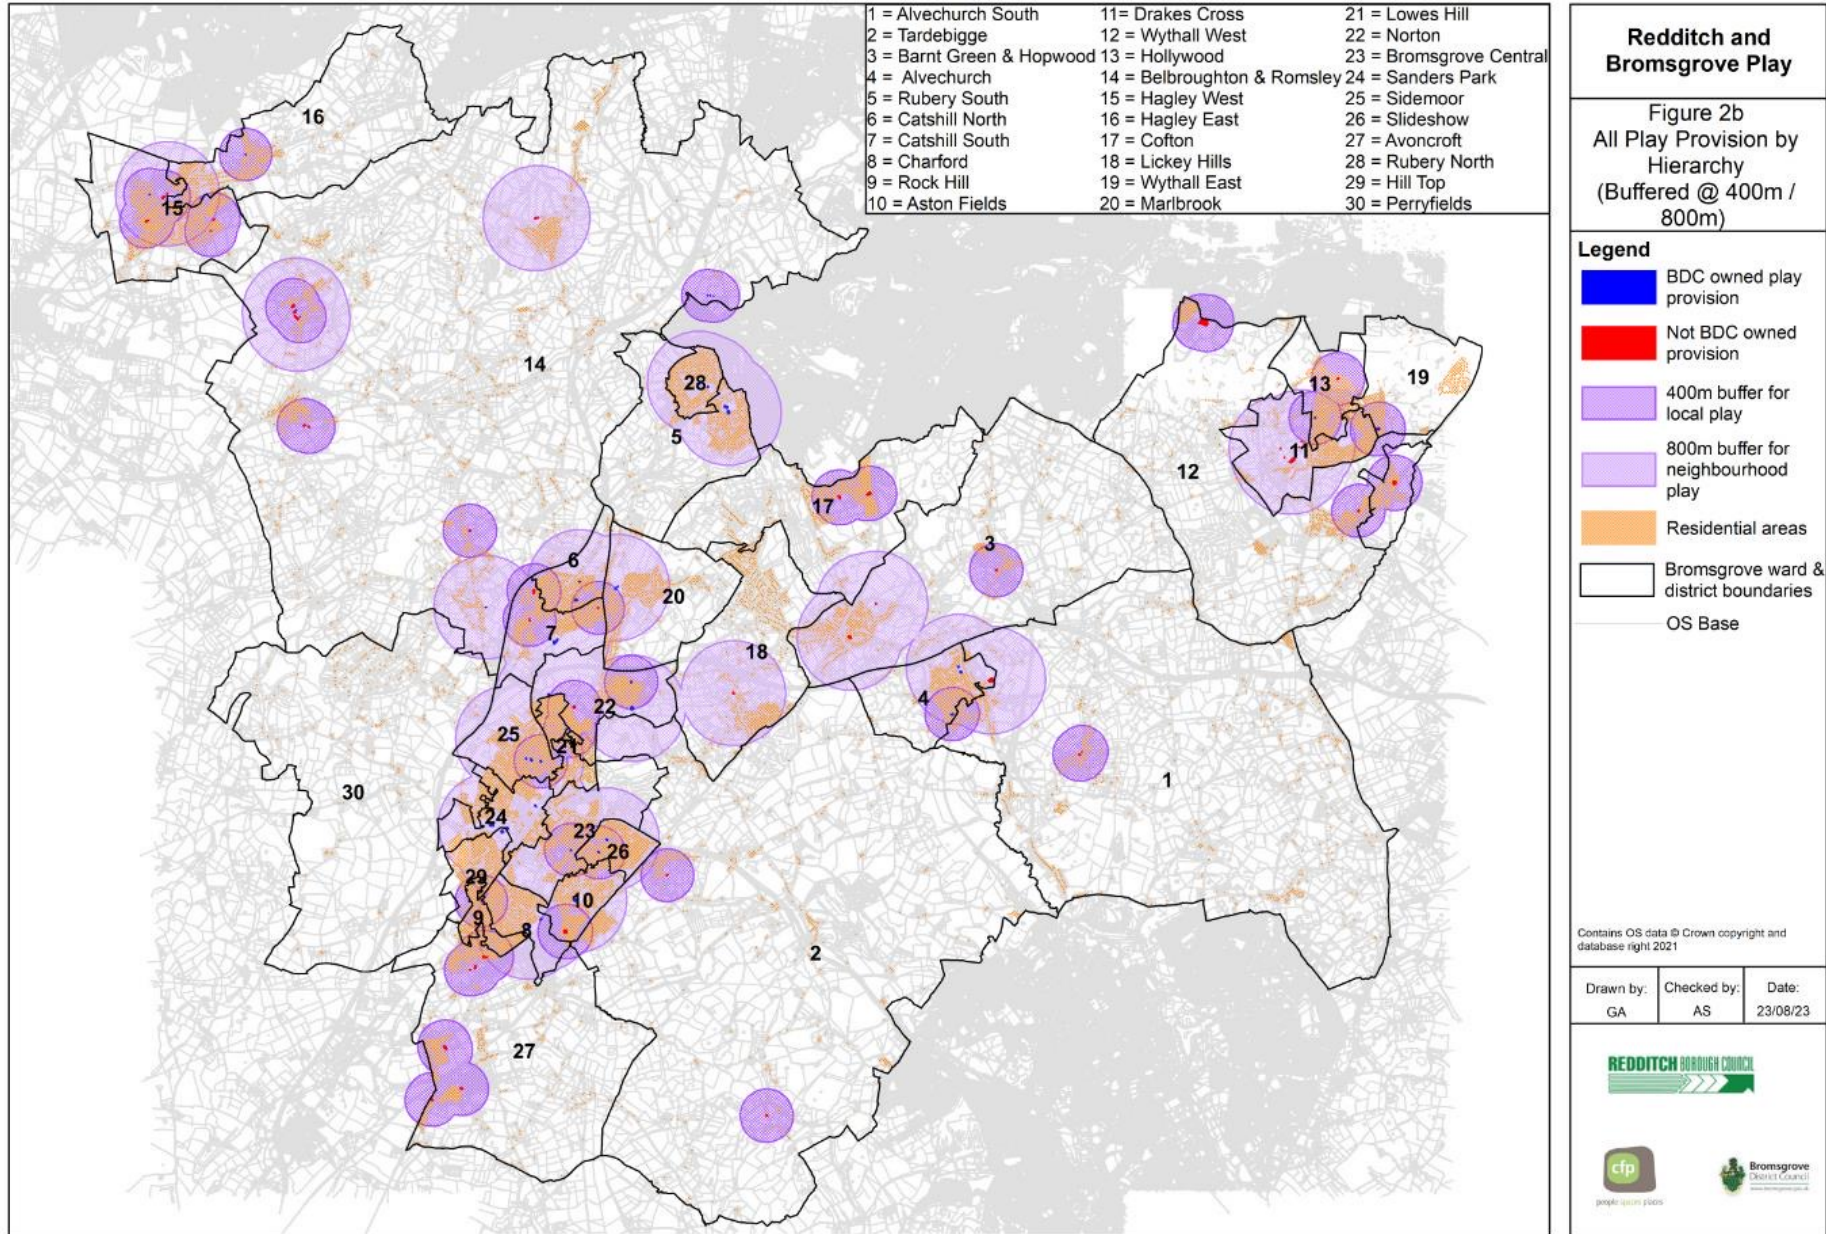 1 = Alvechurch South 11= Drakes Cross 21 = Lowes Hill
2 = Tardebigge 12 = Wythall West 22 = Norton
3 = Barnt Green & Hopwood 13 = Hollywood 23 = Bromsgrove Central
4 = Alvechurch 14 = Belbroughton & Romsley 24 = Sanders Park
5 = Rubery South 15 = Hagley West 25 = Sidemoor
6 = Catshill North 16 = Hagley East 26 = Slideshow
7 = Catshill South 17 = Cofton 27 = Avoncroft
8 = Charford 18 = Lickey Hills 28 = Rubery North
9 = Rock Hill 19 = Wythall East 29 = Hill Top
10 = Aston Fields 20 = Marlbrook 30 = Perryfields
16
15
14
28
5
13
19
11
12
17
3
6
20
7
18
4
22
25
21
30
1
24
23
26
29
10
9
8
2
27
Redditch and
Bromsgrove Play
Figure 2b
All Play Provision by
Hierarchy
(Buffered @ 400m /
800m)
Legend
BDC owned play
provision
Not BDC owned
provision
400m buffer for
local play
800m buffer for
neighbourhood
play
Residential areas
Bromsgrove ward &
district boundaries
OS Base
Contains OS data © Crown copyright and
database right 2021
Drawn by: Checked by: Date:
GA AS 23/08/23
REDDITCH BOROUGH COUNCIL
cfp
people spaces places
Bromsgrove
District Council
www.bromsgrove.gov.uk